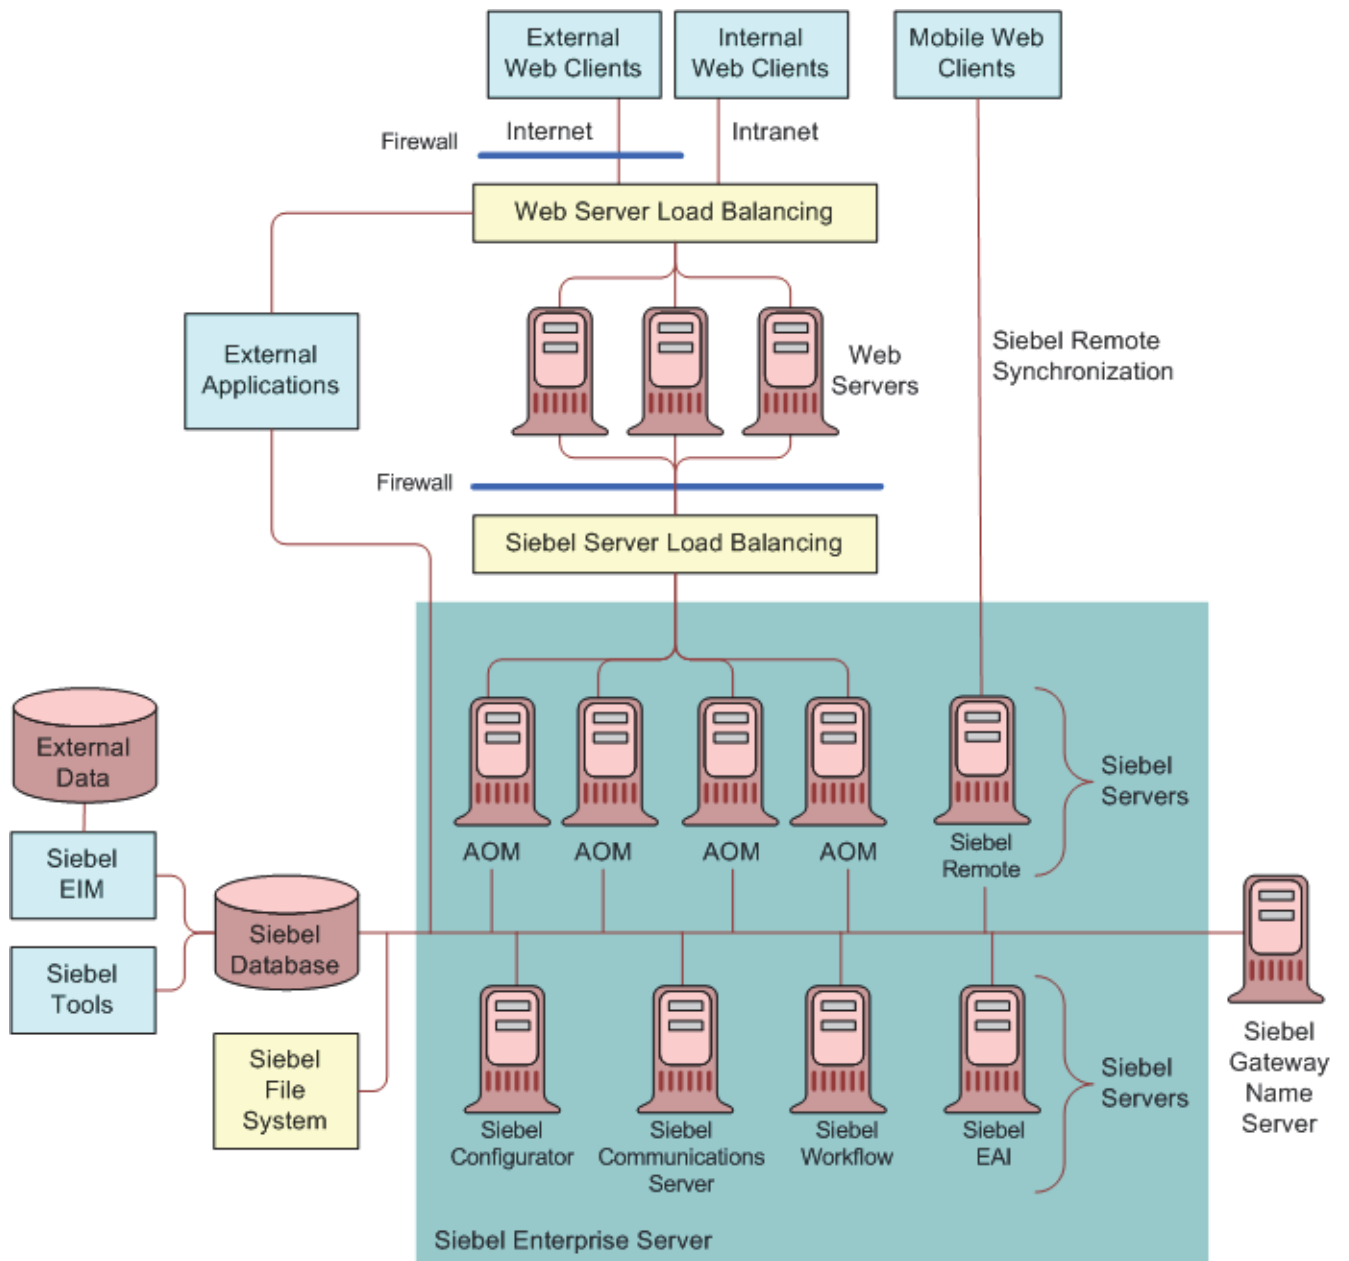 External
Web Clients
Internal
Web Clients
Mobile Web
Clients
Firewall
Internet
Intranet
Web Server Load Balancing
External
Applications
Web
Servers
Siebel Remote
Synchronization
Firewall
Siebel Server Load Balancing
External
Data
Siebel
EIM
Siebel
Tools
Siebel
Database
Siebel
File
System
AOM
AOM
AOM
AOM
Siebel
Remote
Siebel
Servers
Siebel
Configurator
Siebel
Communications
Server
Siebel
Workflow
Siebel
EAI
Siebel
Servers
Siebel
Gateway
Name
Server
Siebel Enterprise Server